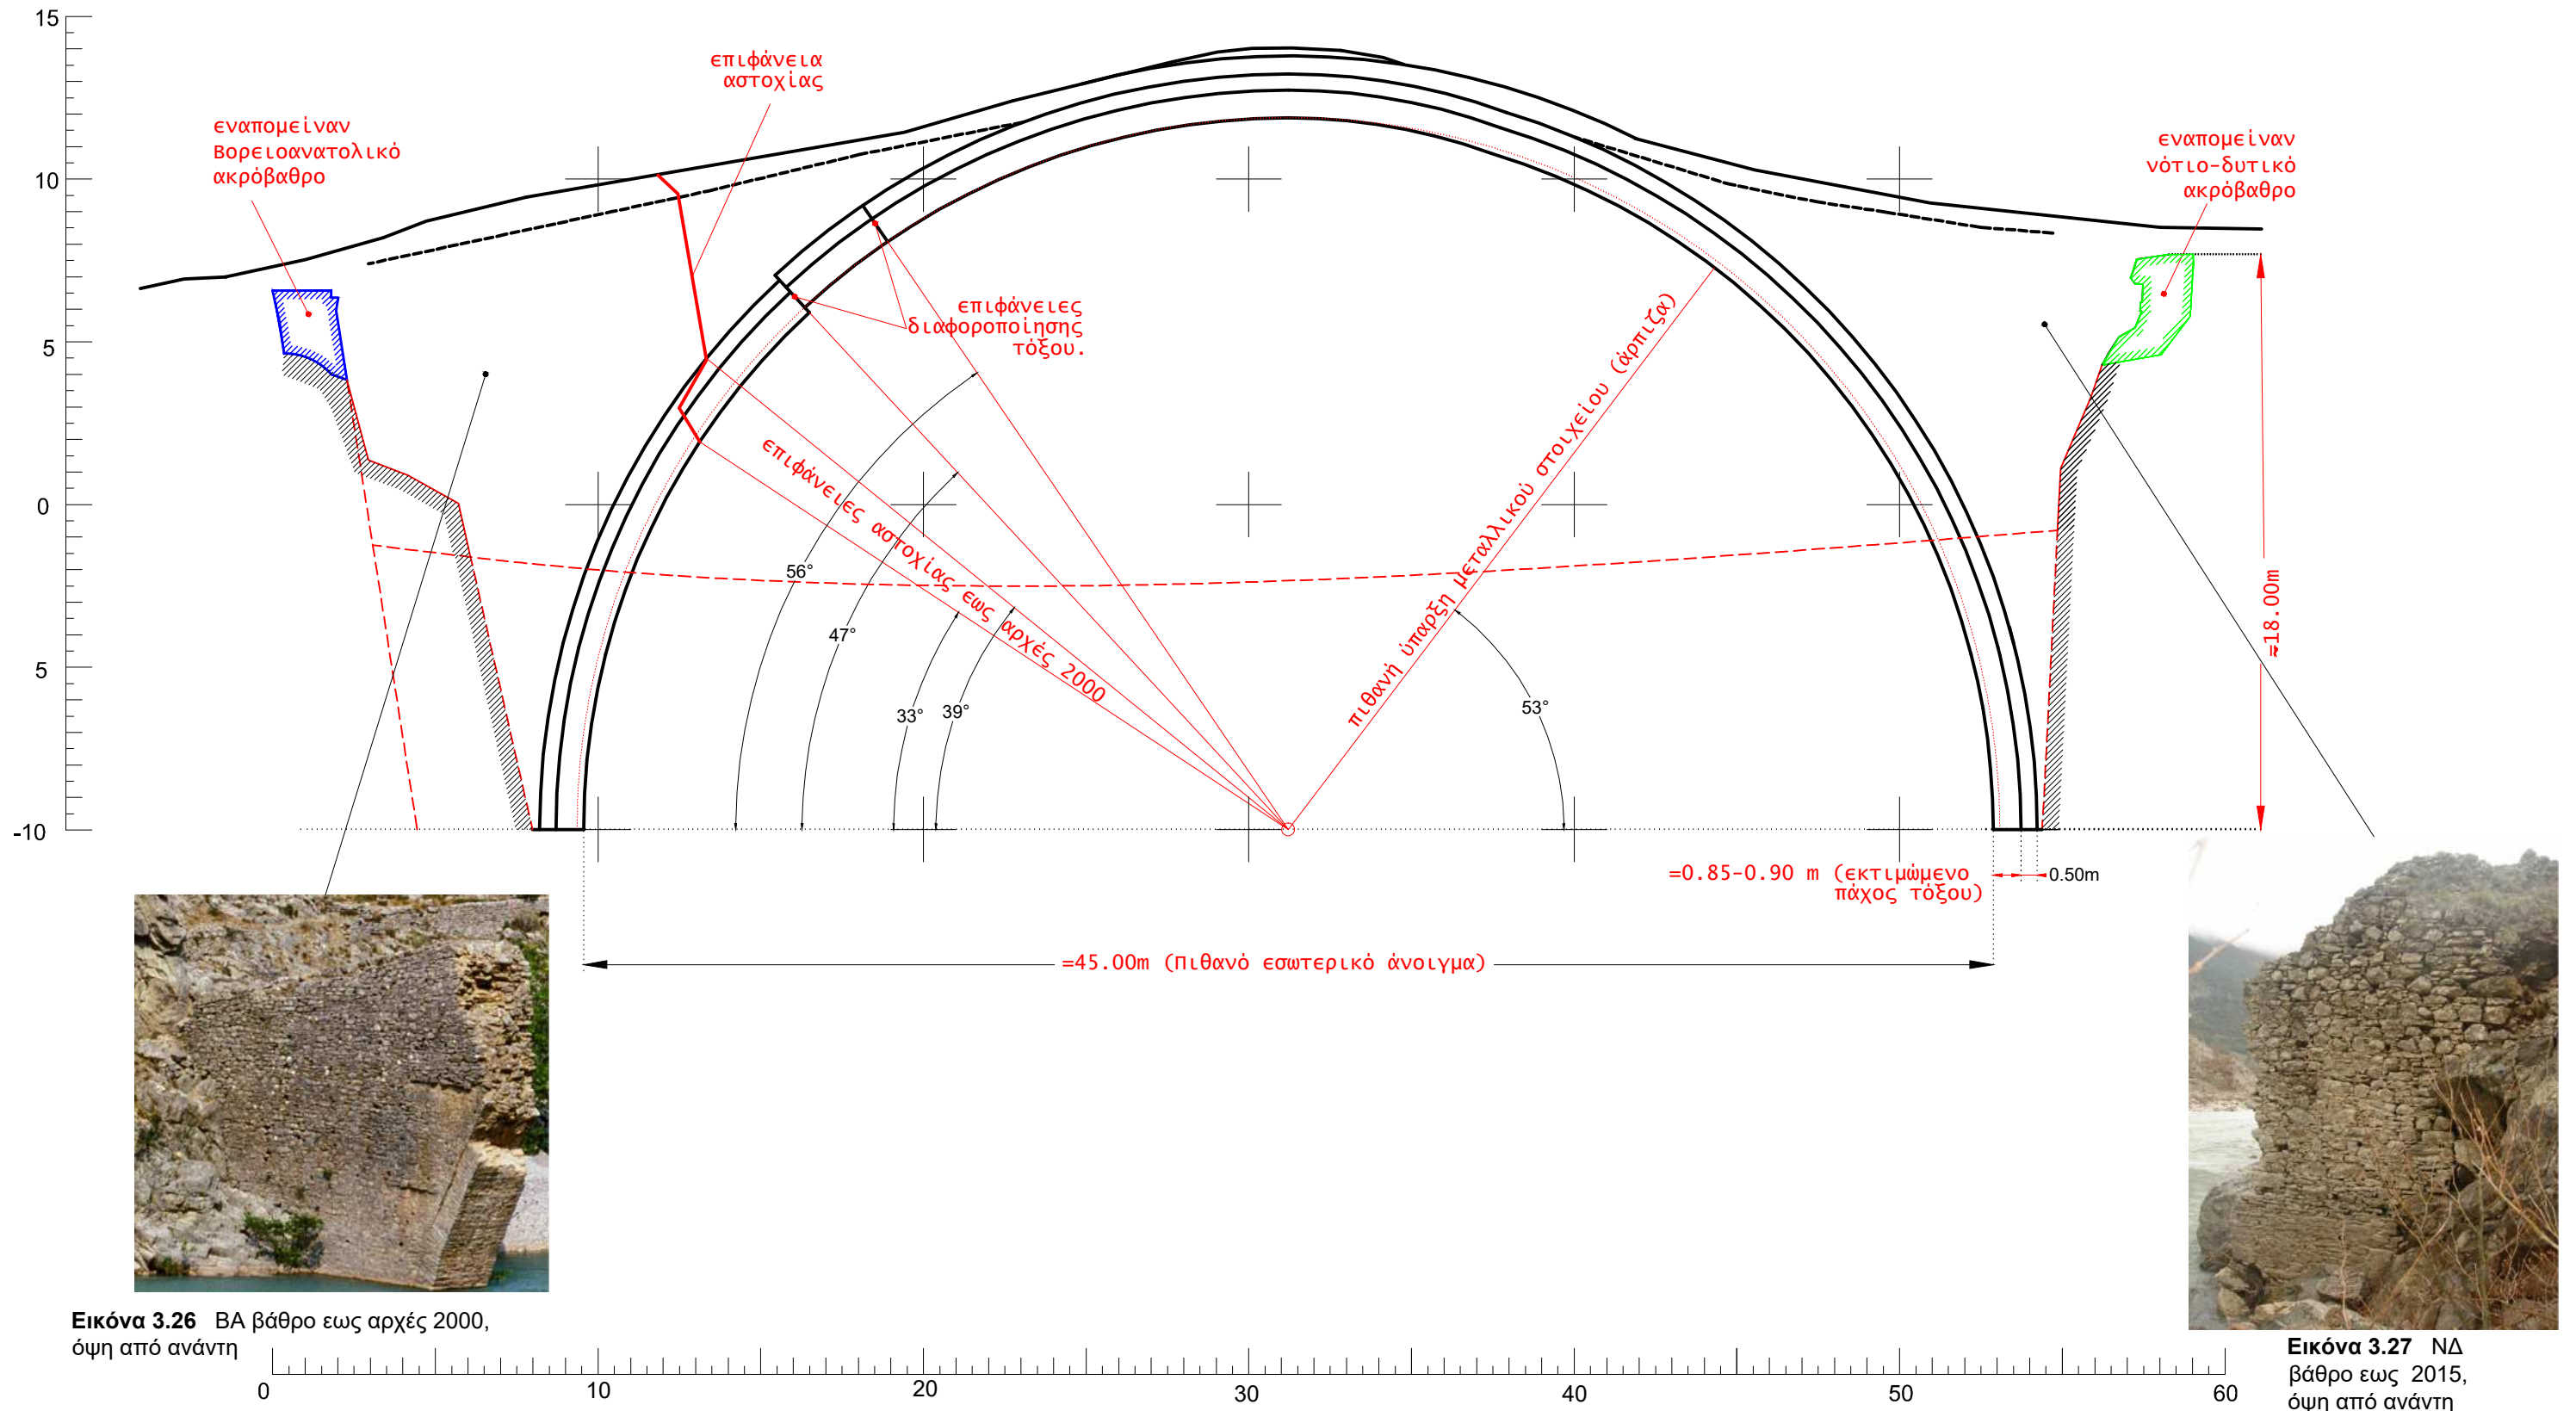 15
επιφάνεια
αστοχίας
εναπομείναν
Βορειοανατολικό
ακρόβαθρο
εναπομείναν
νότιο-δυτικό
ακρόβαθρο
10
επιφάνειες
διαφοροποίησης
τόξου.
5
πιθανή ύπαρξη μεταλλικού στοιχείου (άρπιζα)
επιφάνειες αστοχίας εως αρχές 2000
0
56°
47°
33°
39°
53°
≈18.00m
5
-10
=0.85-0.90 m (εκτιμώμενο
πάχος τόξου)
0.50m
=45.00m (Πιθανό εσωτερικό άνοιγμα)
Εικόνα 3.26 ΒΑ βάθρο εως αρχές 2000,
όψη από ανάντη
Εικόνα 3.27 ΝΔ
βάθρο εως 2015,
όψη από ανάντη
0
10
20
30
40
50
60